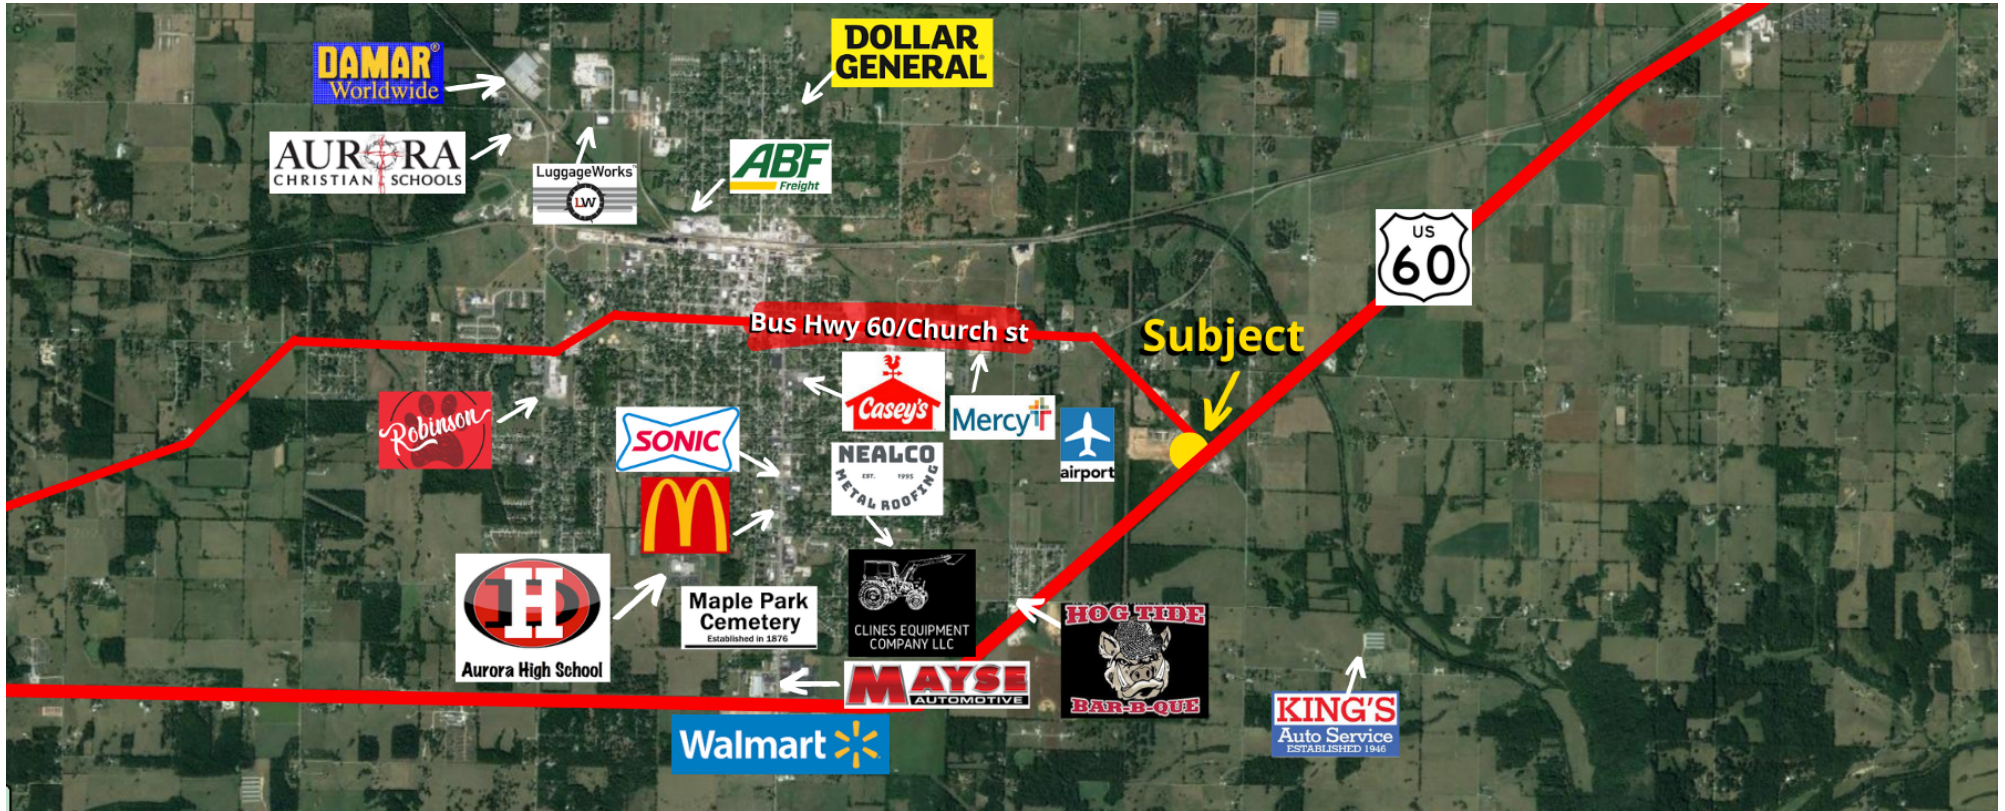 DAMAR®
Worldwide
DOLLAR
GENERAL
AURORA
CHRISTIAN SCHOOLS
LuggageWorks™
LW
ABF
Freight
US
60
Bus Hwy 60/Church st
Subject
Casey's
Mercy
airport
Robinson
SONIC
NEALCO
EST. 1995
METAL ROOFING
H
Aurora High School
Maple Park
Cemetery
Established in 1876
CLINES EQUIPMENT
COMPANY LLC
HOG TIDE
BAR-B-QUE
MAYSE
AUTOMOTIVE
Walmart
KING'S
Auto Service
ESTABLISHED 1946